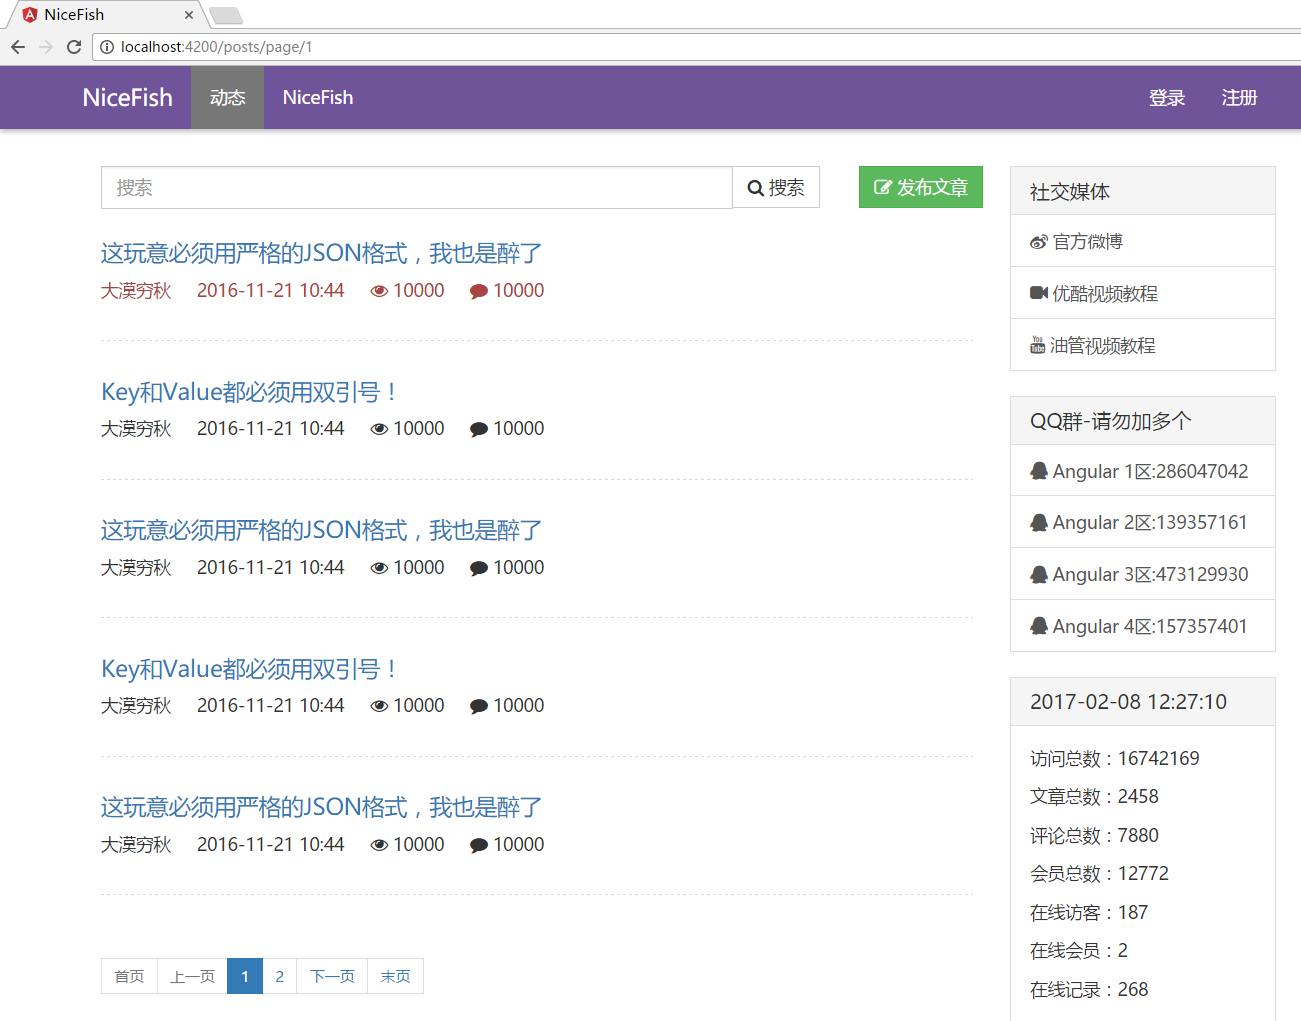 NiceFish
localhost:4200/posts/page/1
NiceFish 动态 NiceFish 登录 注册
搜索 搜索 发布文章
这玩意必须用严格的JSON格式，我也是醉了
大漠穷秋 2016-11-21 10:44 10000 10000
Key和Value都必须用双引号！
大漠穷秋 2016-11-21 10:44 10000 10000
这玩意必须用严格的JSON格式，我也是醉了
大漠穷秋 2016-11-21 10:44 10000 10000
Key和Value都必须用双引号！
大漠穷秋 2016-11-21 10:44 10000 10000
这玩意必须用严格的JSON格式，我也是醉了
大漠穷秋 2016-11-21 10:44 10000 10000
首页 上一页 1 2 下一页 末页
社交媒体
官方微博
优酷视频教程
You Tube 油管视频教程
QQ群-请勿加多个
Angular 1区:286047042
Angular 2区:139357161
Angular 3区:473129930
Angular 4区:157357401
2017-02-08 12:27:10
访问总数：16742169
文章总数：2458
评论总数：7880
会员总数：12772
在线访客：187
在线会员：2
在线记录：268